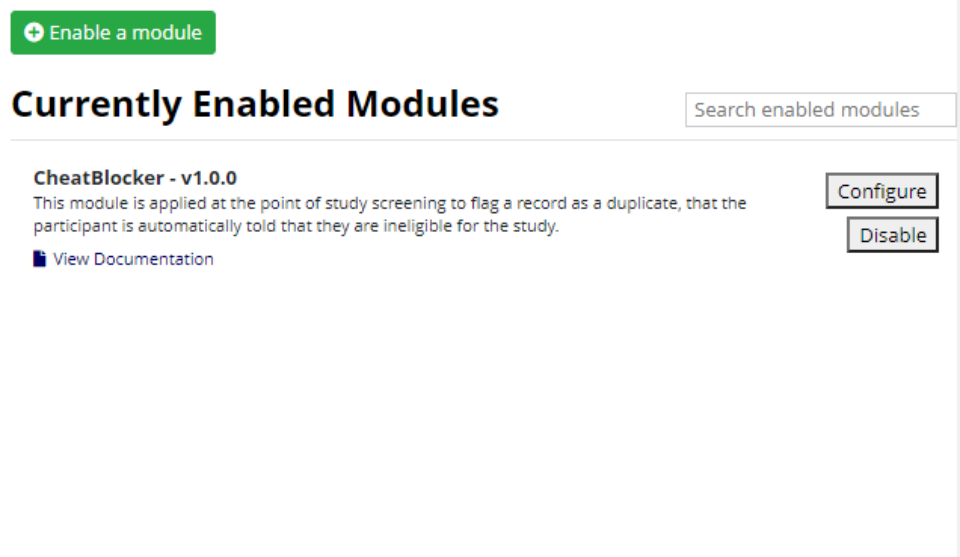 Enable a module
Currently Enabled Modules
Search enabled modules
CheatBlocker - v1.0.0
Configure
This module is applied at the point of study screening to flag a record as a duplicate, that the
participant is automatically told that they are ineligible for the study.
Disable
View Documentation